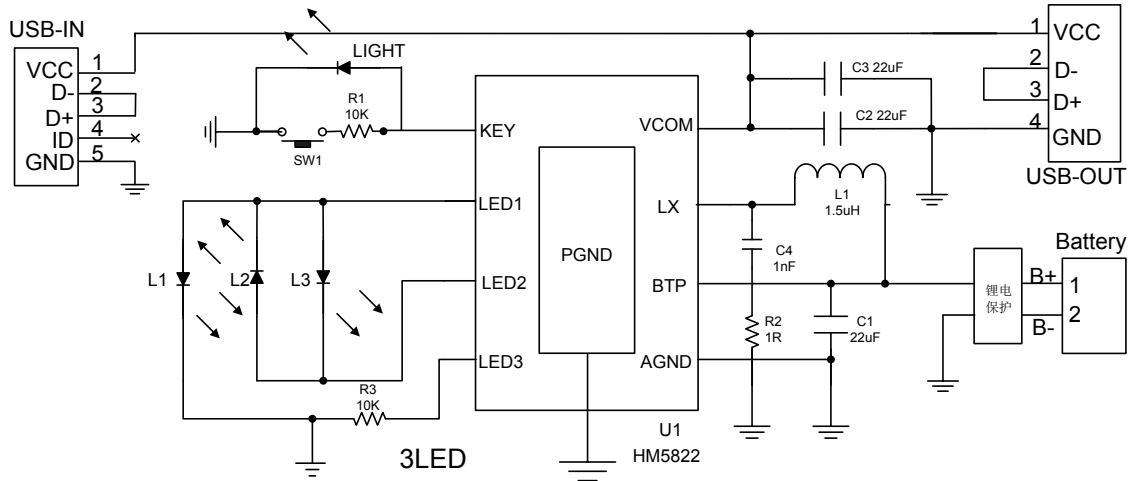 USB-IN
VCC 1
D- 2
D+ 3
ID 4
GND 5
LIGHT
R1
10K
SW1
KEY
LED1
LED2
LED3
L1
L2
L3
R3
10K
3LED
PGND
VCOM
LX
BTP
AGND
U1
HM5822
C3 22uF
C2 22uF
L1
1.5uH
C4
1nF
R2
1R
C1
22uF
1 VCC
2 D-
3 D+
4 GND
USB-OUT
Battery
锂电
保护
B+
B-
1
2